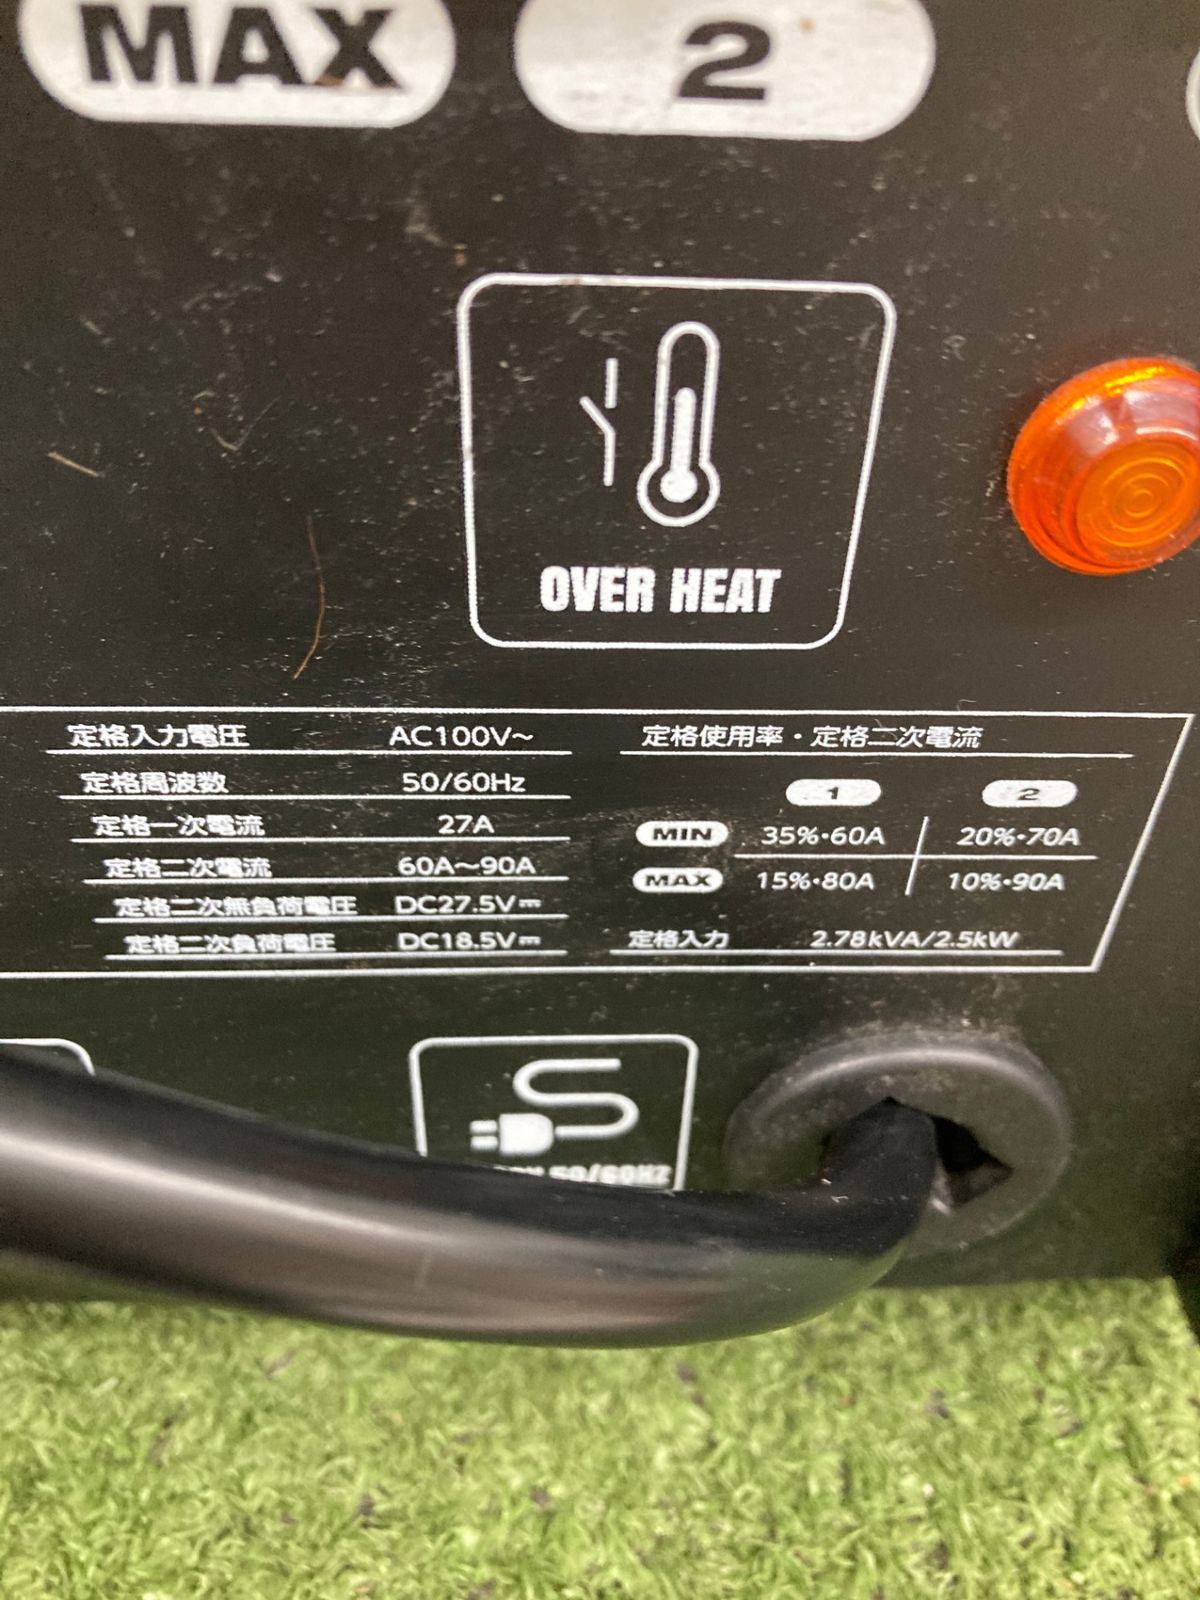 MAX 2
OVER HEAT
定格入力電圧 AC100V～
定格周波数 50/60Hz
定格一次電流 27A
定格二次電流 60A～90A
定格二次無負荷電圧 DC27.5V⎓
定格二次負荷電圧 DC18.5V⎓
定格使用率・定格二次電流
1 2
MIN 35%・60A 20%・70A
MAX 15%・80A 10%・90A
定格入力 2.78kVA/2.5kW
50/60HZ